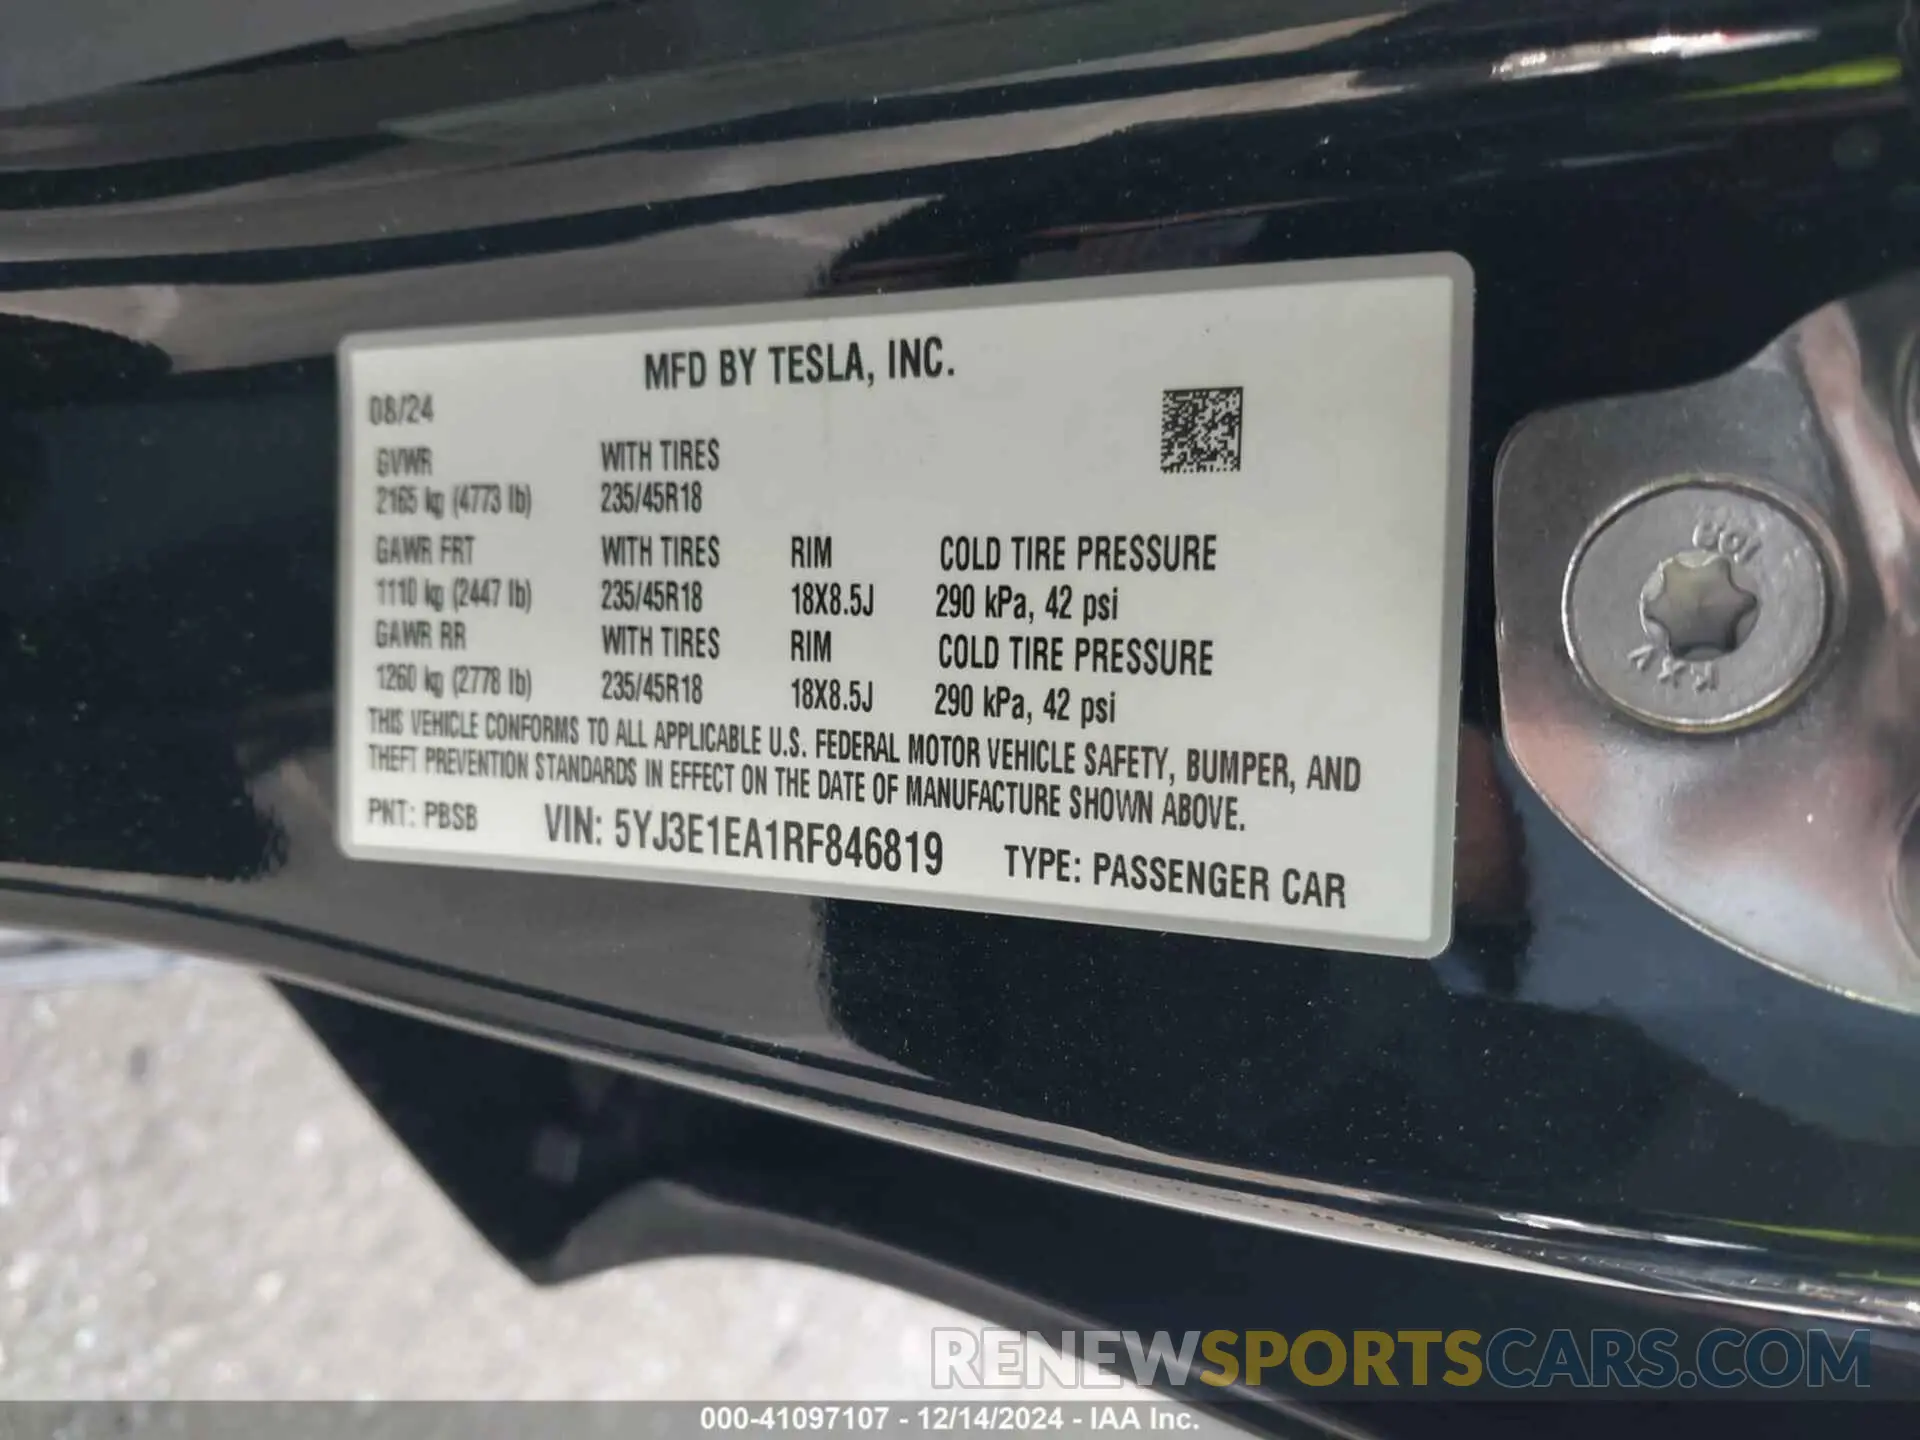 MFD BY TESLA, INC.
08/24
GVWR WITH TIRES
2165 kg (4773 lb) 235/45R18
GAWR FRT WITH TIRES RIM COLD TIRE PRESSURE
1110 kg (2447 lb) 235/45R18 18X8.5J 290 kPa, 42 psi
GAWR RR WITH TIRES RIM COLD TIRE PRESSURE
1260 kg (2778 lb) 235/45R18 18X8.5J 290 kPa, 42 psi
THIS VEHICLE CONFORMS TO ALL APPLICABLE U.S. FEDERAL MOTOR VEHICLE SAFETY, BUMPER, AND
THEFT PREVENTION STANDARDS IN EFFECT ON THE DATE OF MANUFACTURE SHOWN ABOVE.
PNT: PBSB VIN: 5YJ3E1EA1RF846819 TYPE: PASSENGER CAR
RENEWSPORTSCARS.COM
000-41097107 - 12/14/2024 - IAA Inc.